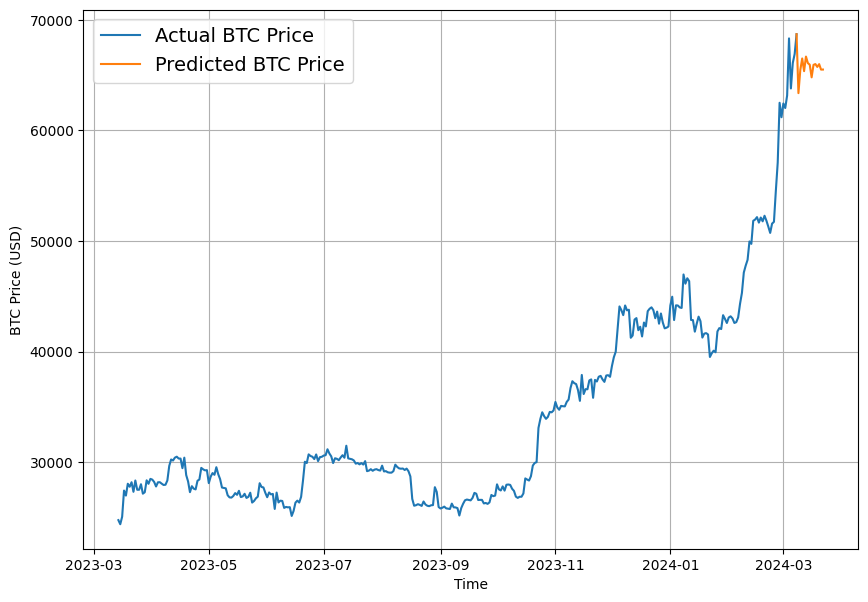 Actual BTC Price
Predicted BTC Price
70000
60000
50000
40000
30000
BTC Price (USD)
2023-03 2023-05 2023-07 2023-09 2023-11 2024-01 2024-03
Time